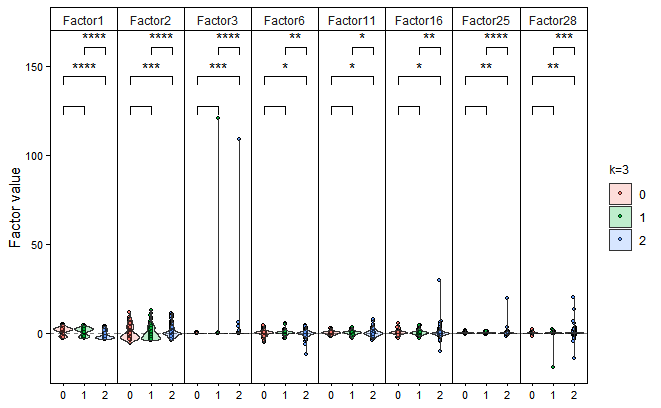 Factor1 Factor2 Factor3 Factor6 Factor11 Factor16 Factor25 Factor28
**** **** **** ** * ** **** ***
**** *** *** * * * ** **
150
100
50
0
Factor value
0 1 2 0 1 2 0 1 2 0 1 2 0 1 2 0 1 2 0 1 2 0 1 2
k=3
0
1
2